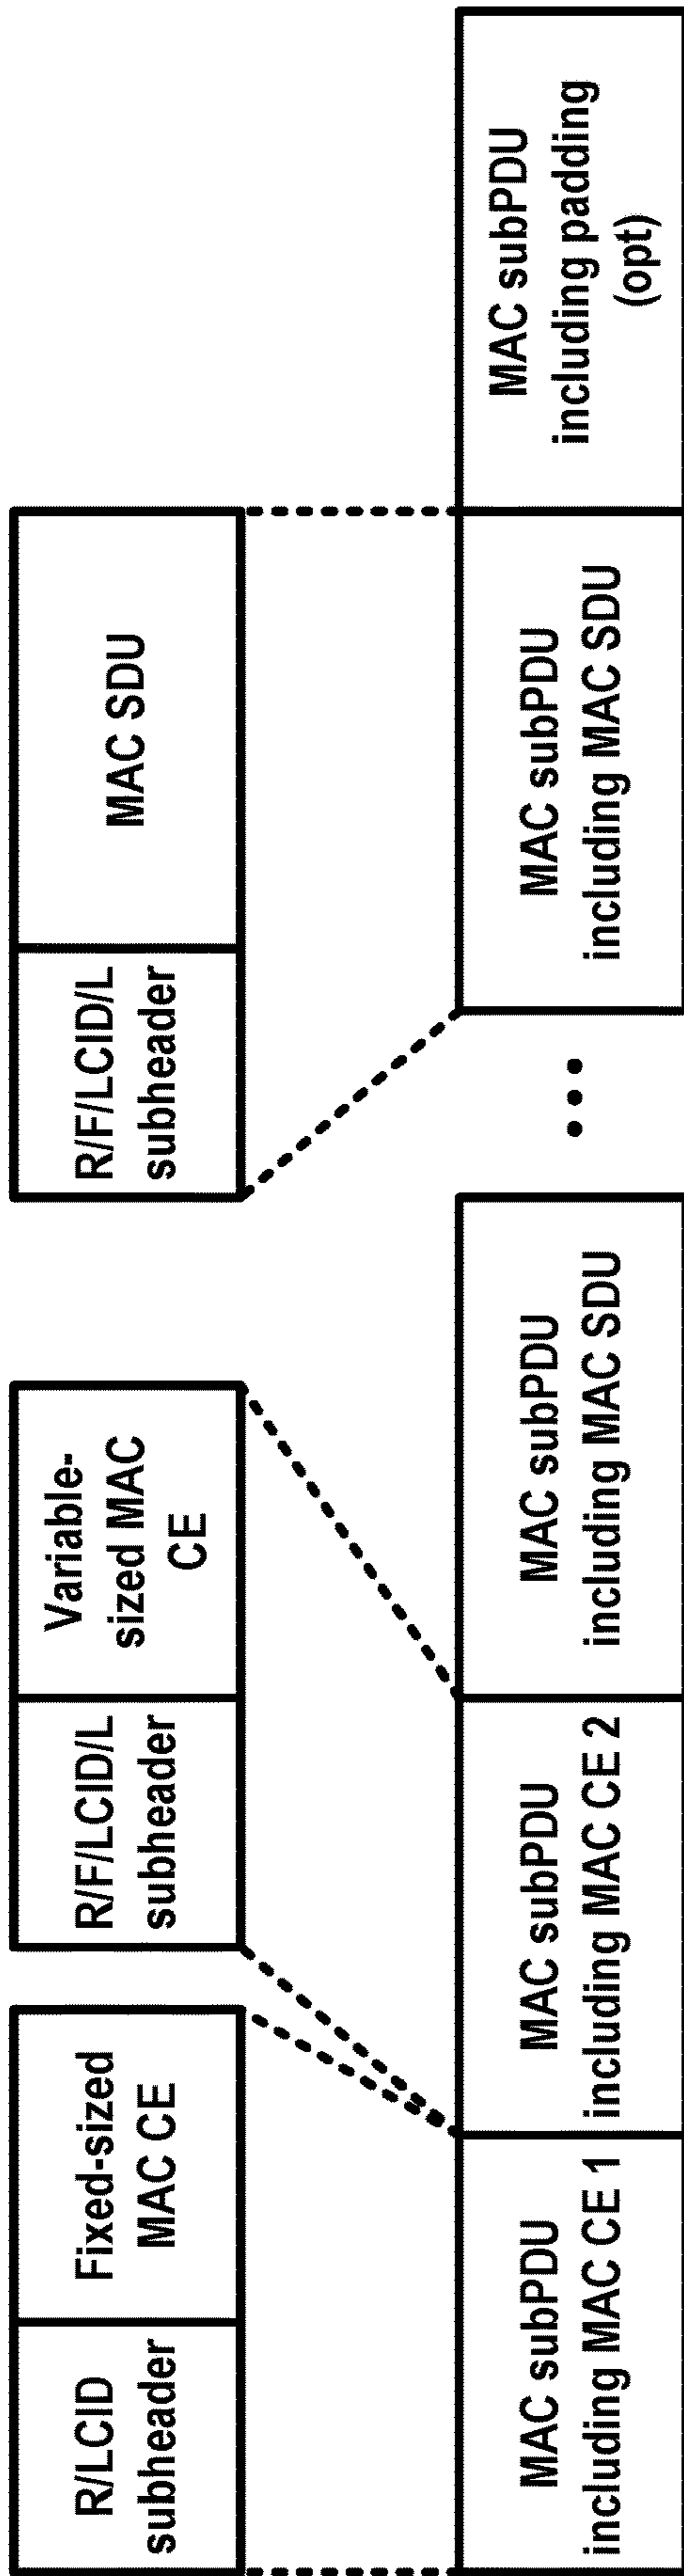 R/LCID
subheader
Fixed-sized
MAC CE
R/F/LCID/L
subheader
Variable-
sized MAC
CE
R/F/LCID/L
subheader
MAC SDU
MAC subPDU
including MAC CE 1
MAC subPDU
including MAC CE 2
MAC subPDU
including MAC SDU
•••
MAC subPDU
including MAC SDU
MAC subPDU
including padding
(opt)